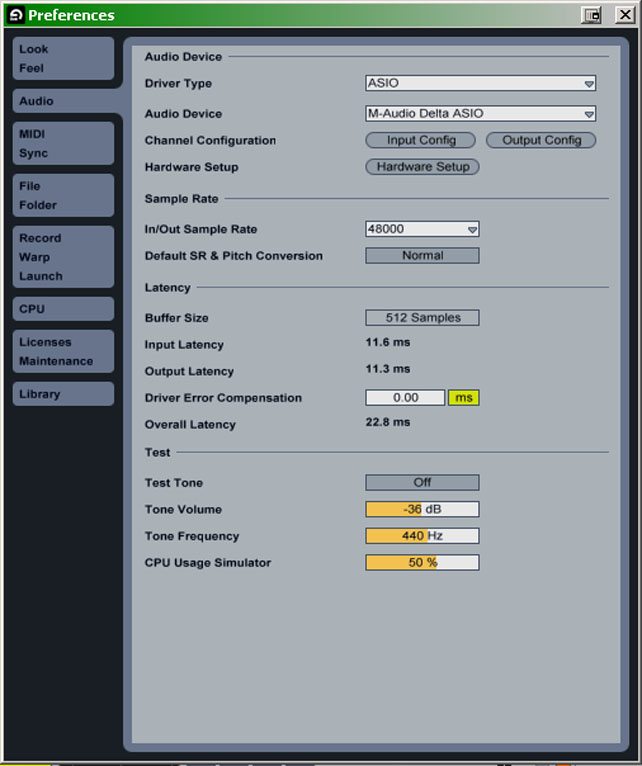 Preferences
Look
Feel
Audio
MIDI
Sync
File
Folder
Record
Warp
Launch
CPU
Licenses
Maintenance
Library
Audio Device
Driver Type ASIO
Audio Device M-Audio Delta ASIO
Channel Configuration Input Config Output Config
Hardware Setup Hardware Setup
Sample Rate
In/Out Sample Rate 48000
Default SR & Pitch Conversion Normal
Latency
Buffer Size 512 Samples
Input Latency 11.6 ms
Output Latency 11.3 ms
Driver Error Compensation 0.00 ms
Overall Latency 22.8 ms
Test
Test Tone Off
Tone Volume -36 dB
Tone Frequency 440 Hz
CPU Usage Simulator 50 %